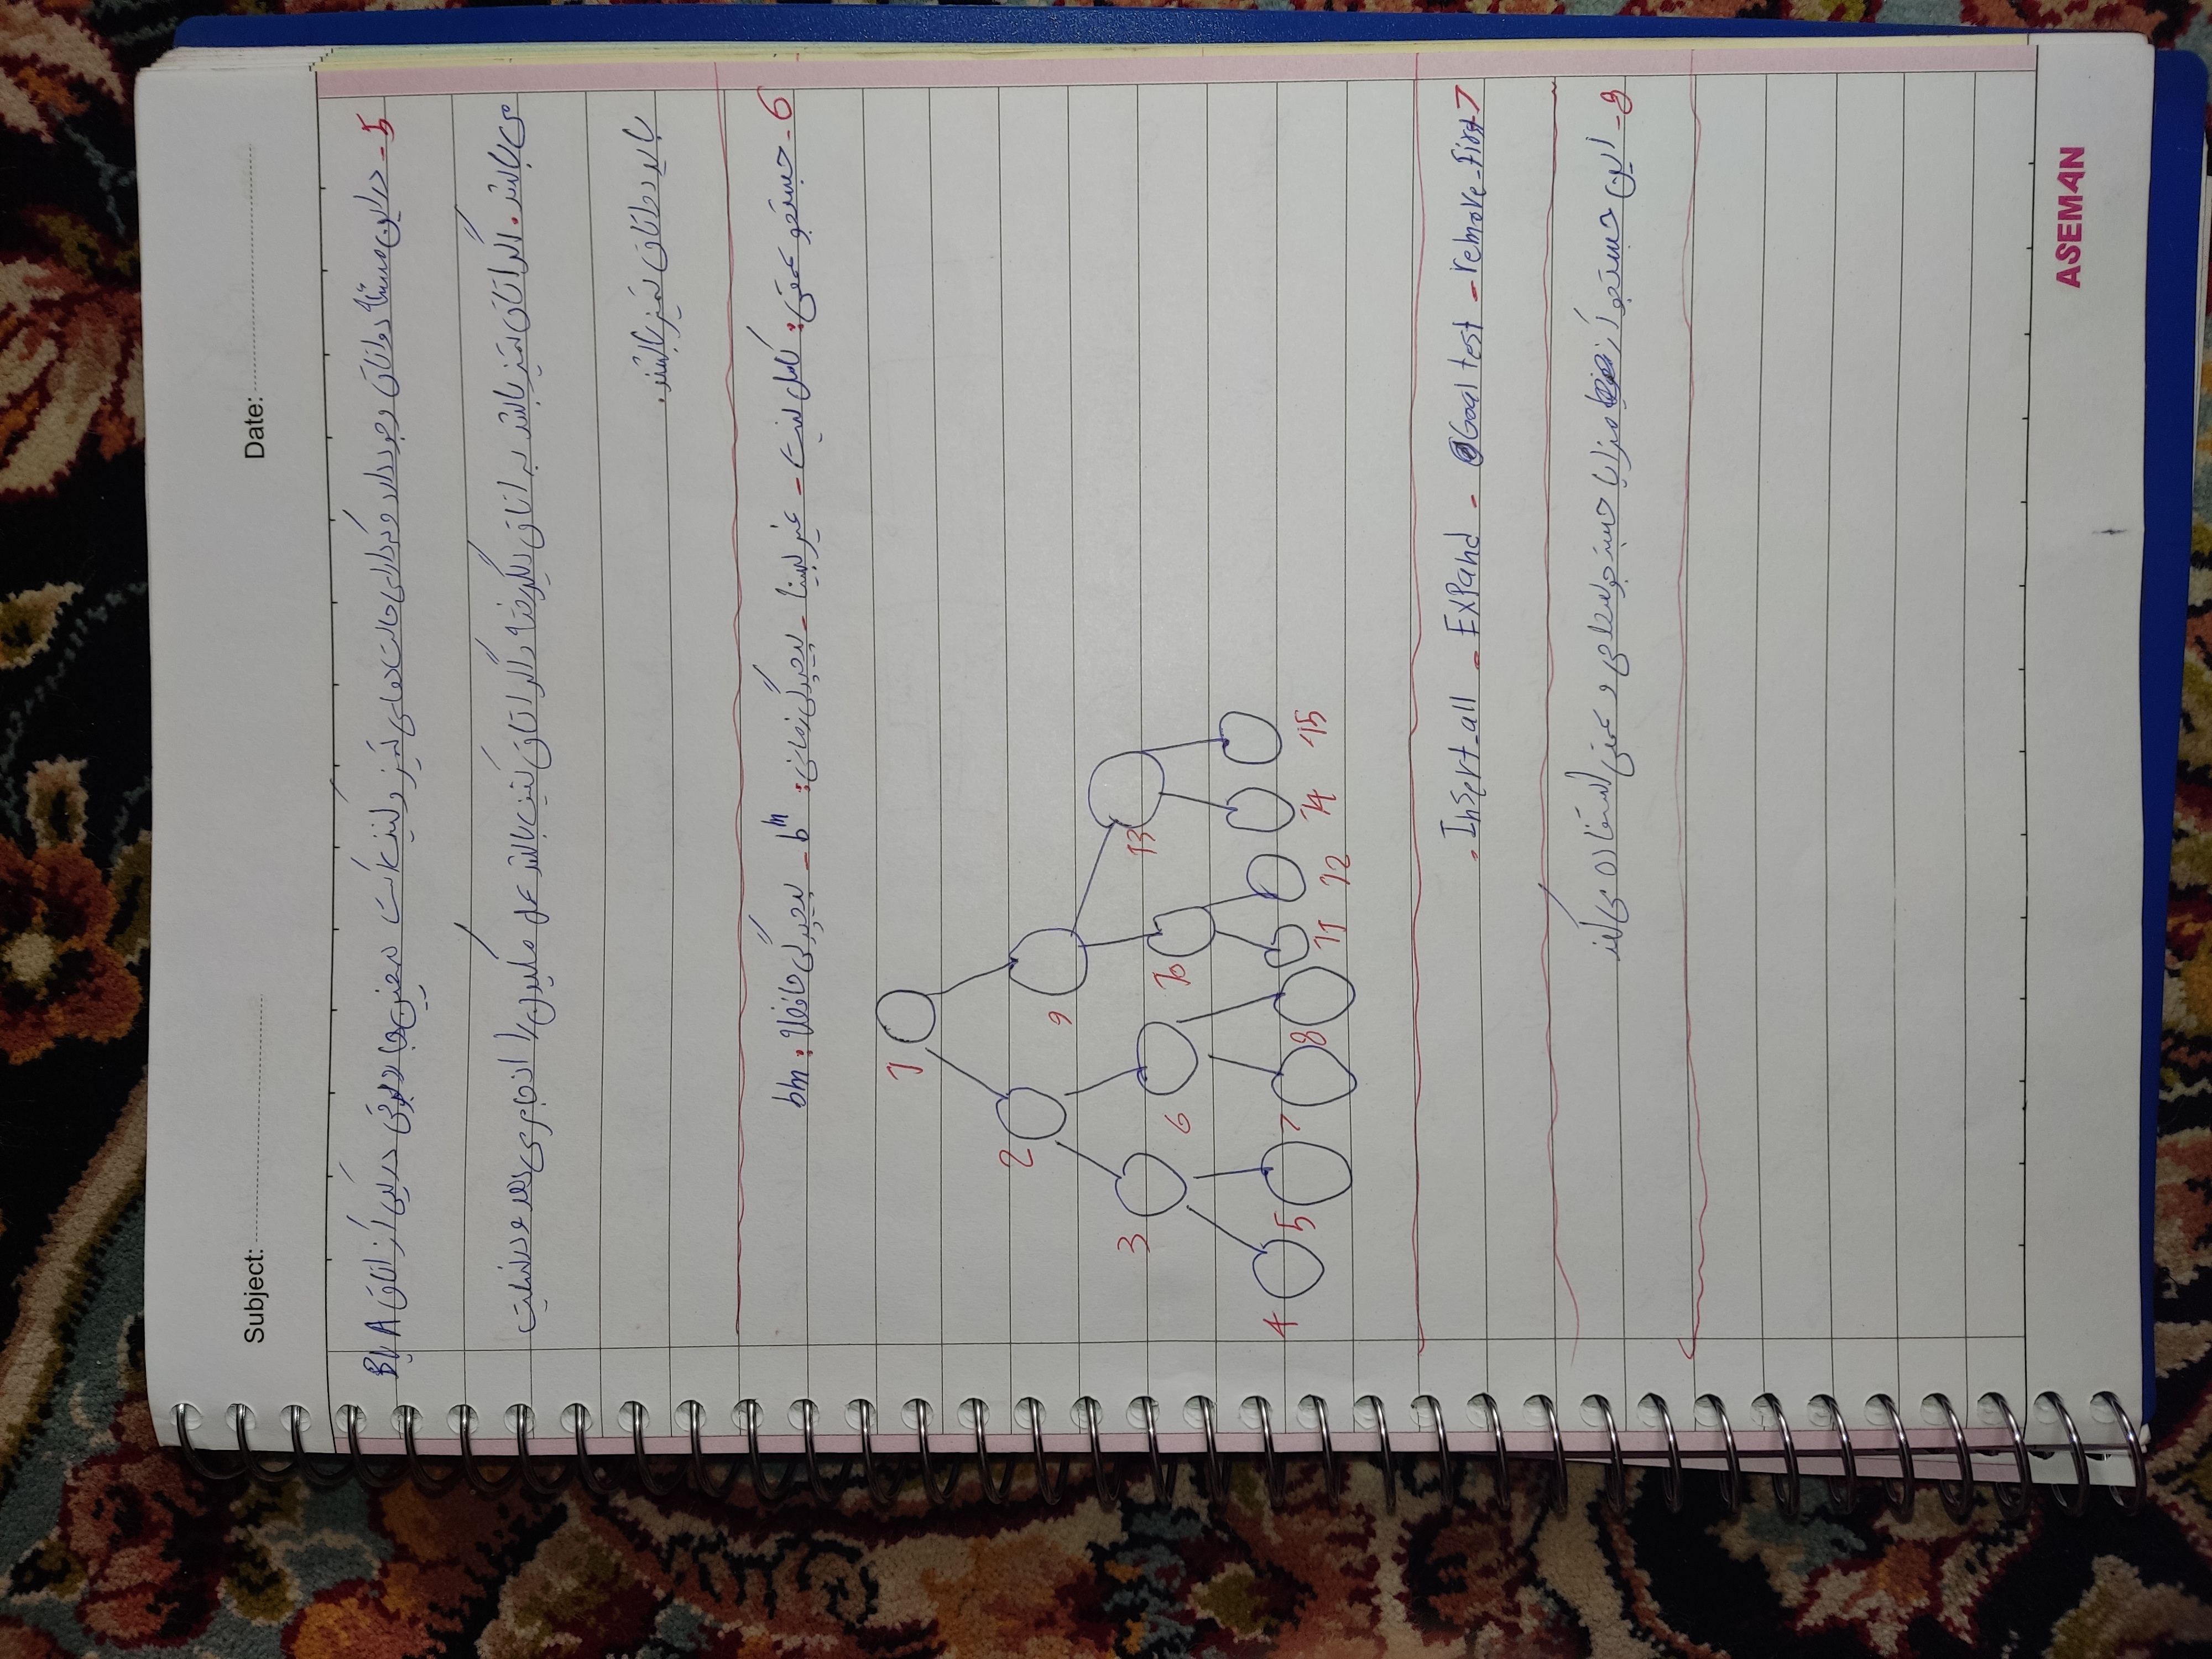 Subject:
Date:
5- در این مسئله دو اتاق وجود دارد و که دارای حالت های تمیز و کثیف است همچنین جارو برقی در یکی از اتاق A یا B
می باشد. اگر اتاق تمیز باشد به اتاق دیگر رفته و اگر اتاق کثیف باشد عمل مکیدن را انجام می دهد و در نهایت
باید دو اتاق تمیز باشند.
6- جستجو عمقی: کامل نیست - غیر بهینه - پیچیدگی زمانی: b^m - پیچیدگی حافظه: bm
1
2
9
3
6
10
13
4
5
7
8
11
12
14
15
7- remove_first - Goal test - Expand - Insert_all.
8- این جستجو از مزایا جستجو سطحی و عمقی استفاده می کند
ASEMAN